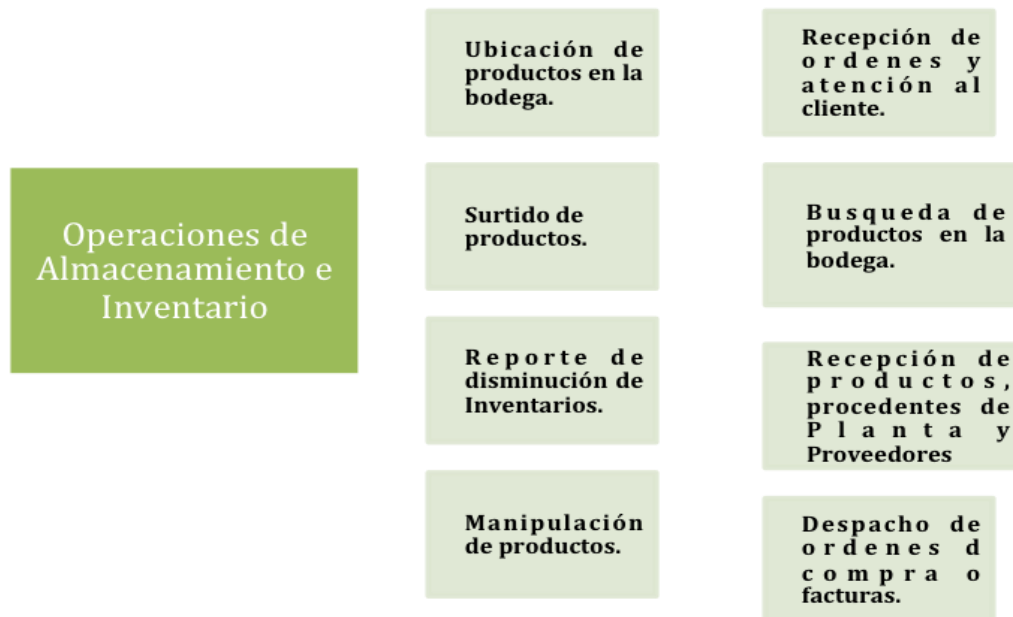 Operaciones de
Almacenamiento e
Inventario
Ubicación de
productos en la
bodega.
Surtido de
productos.
Reporte de
disminución de
Inventarios.
Manipulación
de productos.
Recepción de
ordenes y
atención al
cliente.
Busqueda de
productos en la
bodega.
Recepción de
productos,
procedentes de
Planta y
Proveedores
Despacho de
ordenes d
compra o
facturas.